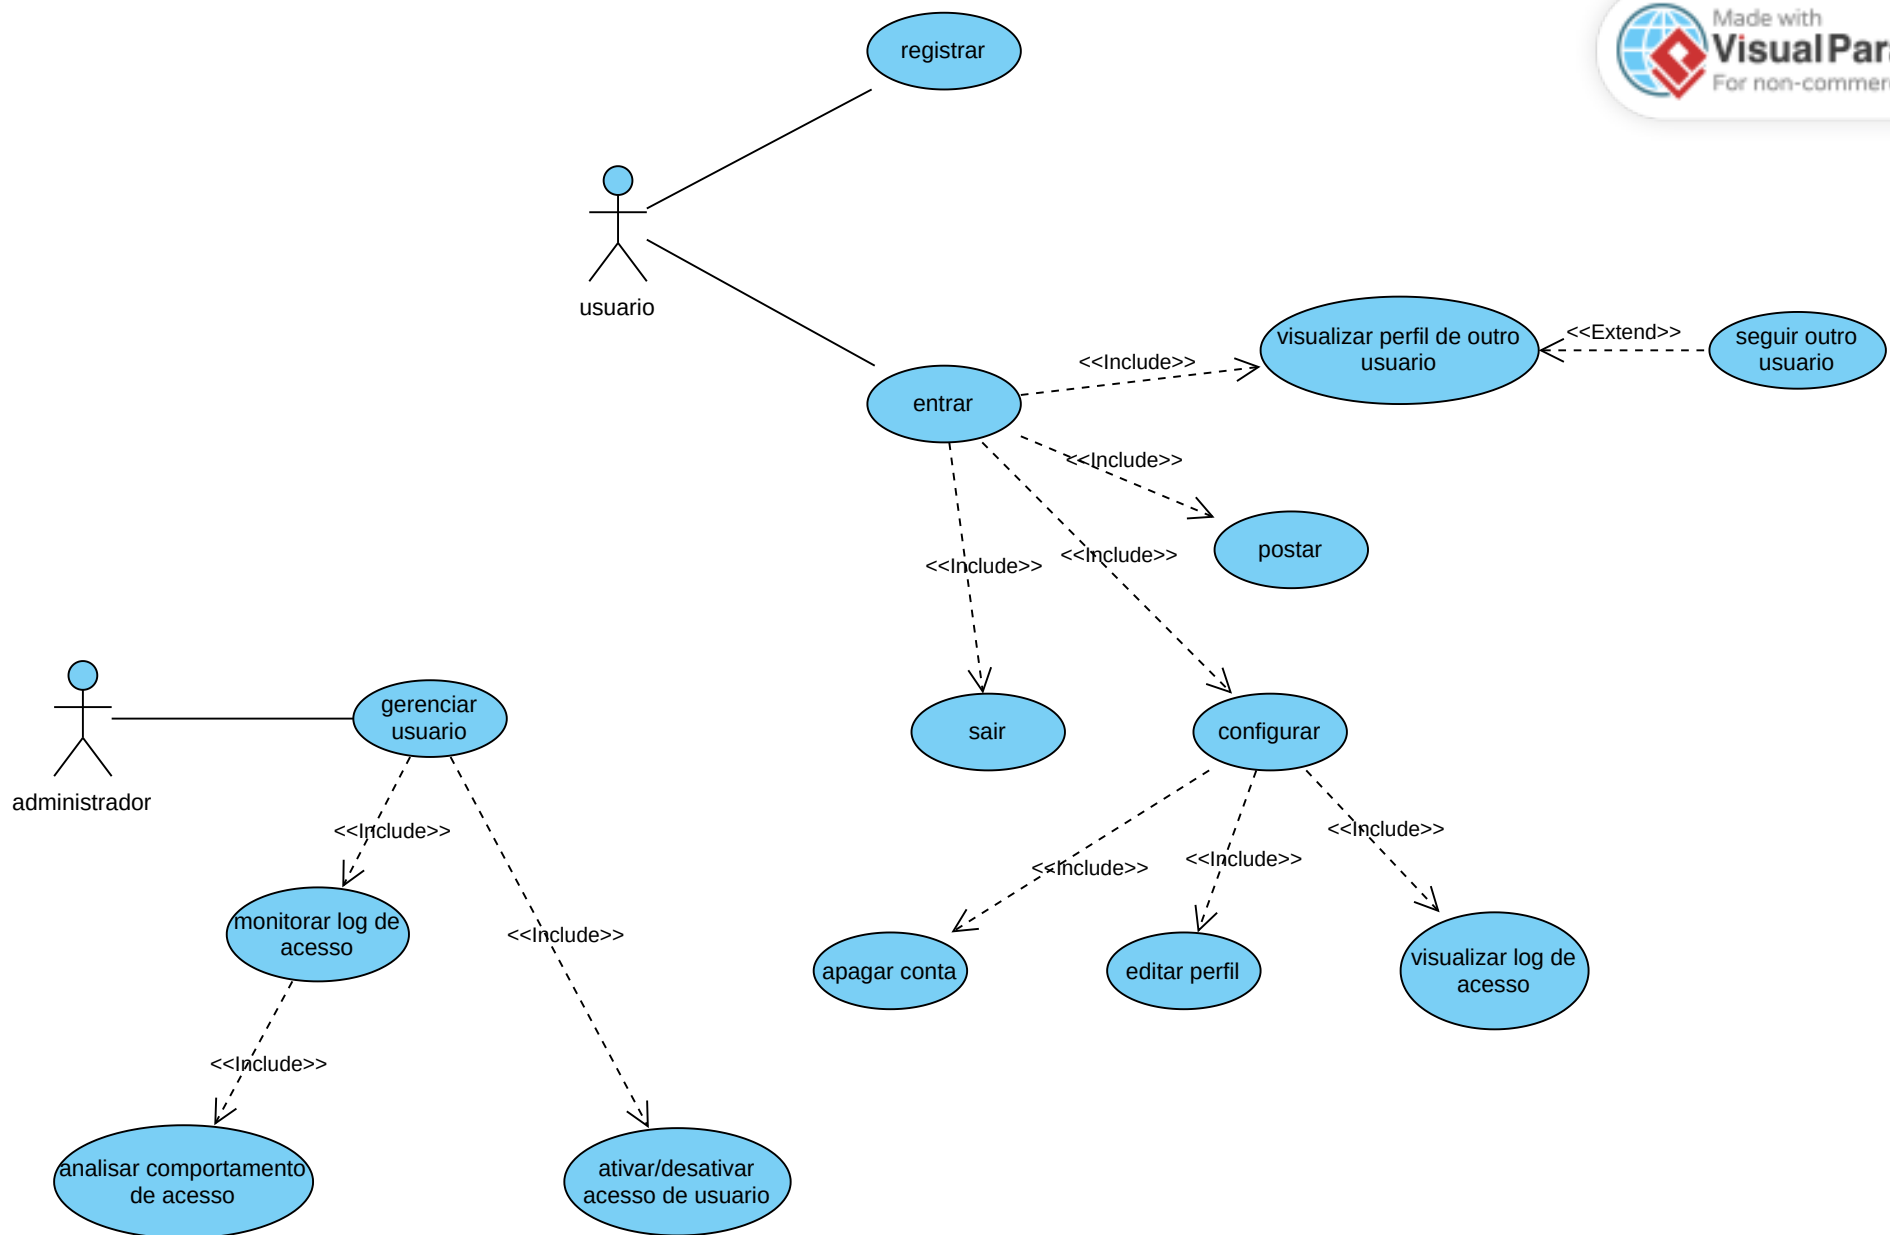 Made with
VisualPar
For non-commer
registrar
usuario
visualizar perfil de outro
usuario
<<Extend>>
seguir outro
usuario
<<Include>>
entrar
<<Include>>
postar
<<Include>>
<<Include>>
sair
configurar
gerenciar
usuario
administrador
<<Include>>
<<Include>>
<<Include>>
<<Include>>
monitorar log de
acesso
<<Include>>
apagar conta
editar perfil
visualizar log de
acesso
<<Include>>
analisar comportamento
de acesso
ativar/desativar
acesso de usuario